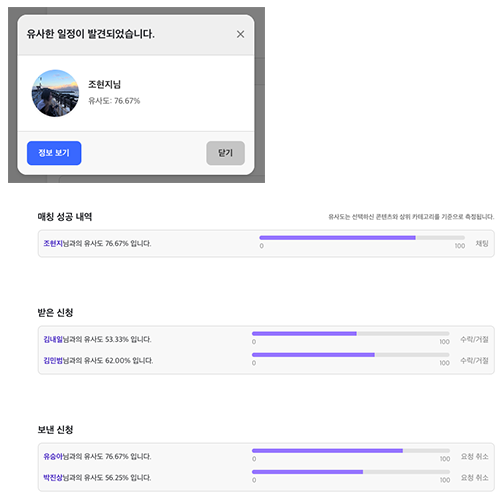 유사한 일정이 발견되었습니다.
조현지님
유사도: 76.67%
정보 보기
닫기
매칭 성공 내역
유사도는 선택하신 콘텐츠와 상위 카테고리를 기준으로 측정됩니다.
조현지님과의 유사도 76.67% 입니다.
0
100
채팅
받은 신청
김내일님과의 유사도 53.33% 입니다.
0
100
수락/거절
김민범님과의 유사도 62.00% 입니다.
0
100
수락/거절
보낸 신청
유승아님과의 유사도 76.67% 입니다.
0
100
요청 취소
박진상님과의 유사도 56.25% 입니다.
0
100
요청 취소